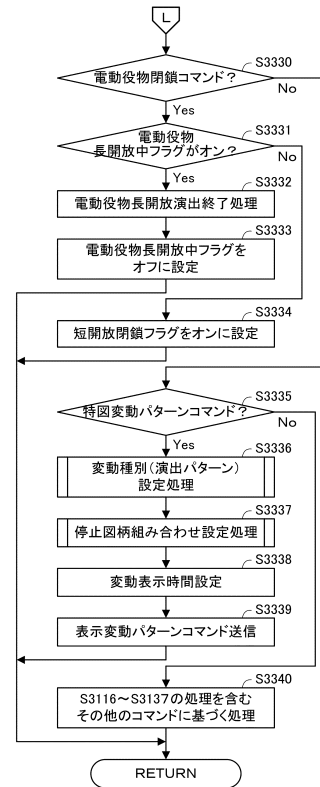 L
S3330
電動役物閉鎖コマンド？
No
Yes
S3331
電動役物
長開放中フラグがオン？
No
Yes
S3332
電動役物長開放演出終了処理
S3333
電動役物長開放中フラグを
オフに設定
S3334
短開放閉鎖フラグをオンに設定
S3335
特図変動パターンコマンド？
No
Yes
S3336
変動種別（演出パターン）
設定処理
S3337
停止図柄組み合わせ設定処理
S3338
変動表示時間設定
S3339
表示変動パターンコマンド送信
S3340
S3116～S3137の処理を含む
その他のコマンドに基づく処理
RETURN